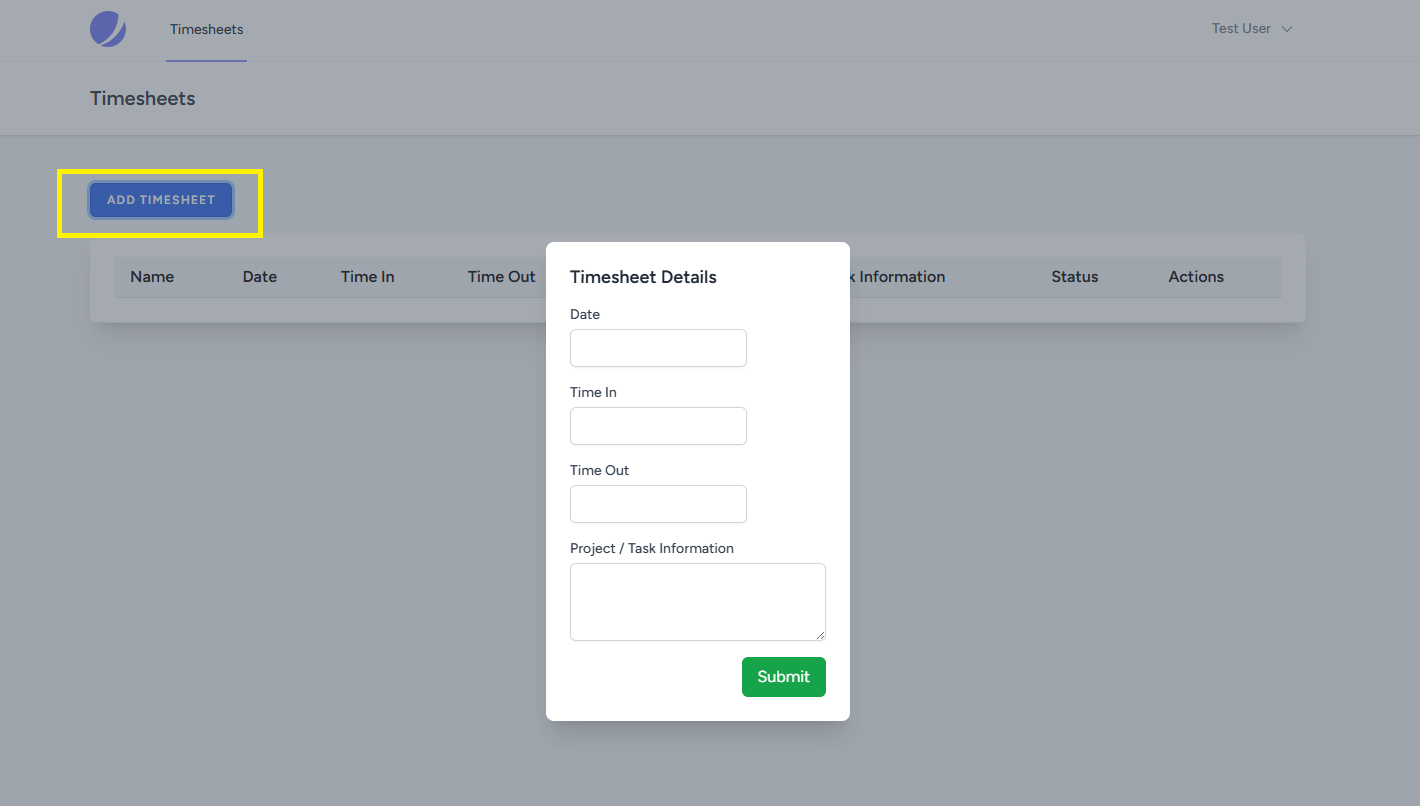 Timesheets
Test User
Timesheets
ADD TIMESHEET
Name Date Time In Time Out k Information Status Actions
Timesheet Details
Date
Time In
Time Out
Project / Task Information
Submit